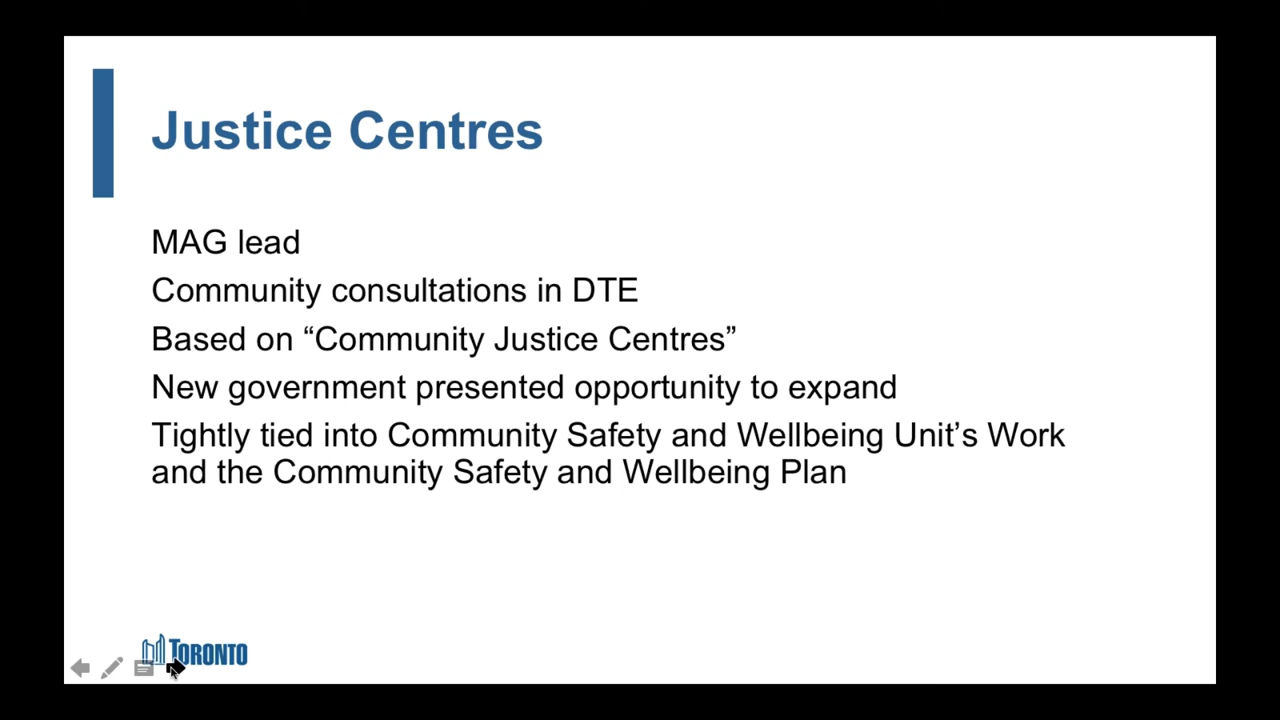 Justice Centres
MAG lead
Community consultations in DTE
Based on “Community Justice Centres”
New government presented opportunity to expand
Tightly tied into Community Safety and Wellbeing Unit’s Work
and the Community Safety and Wellbeing Plan
TORONTO